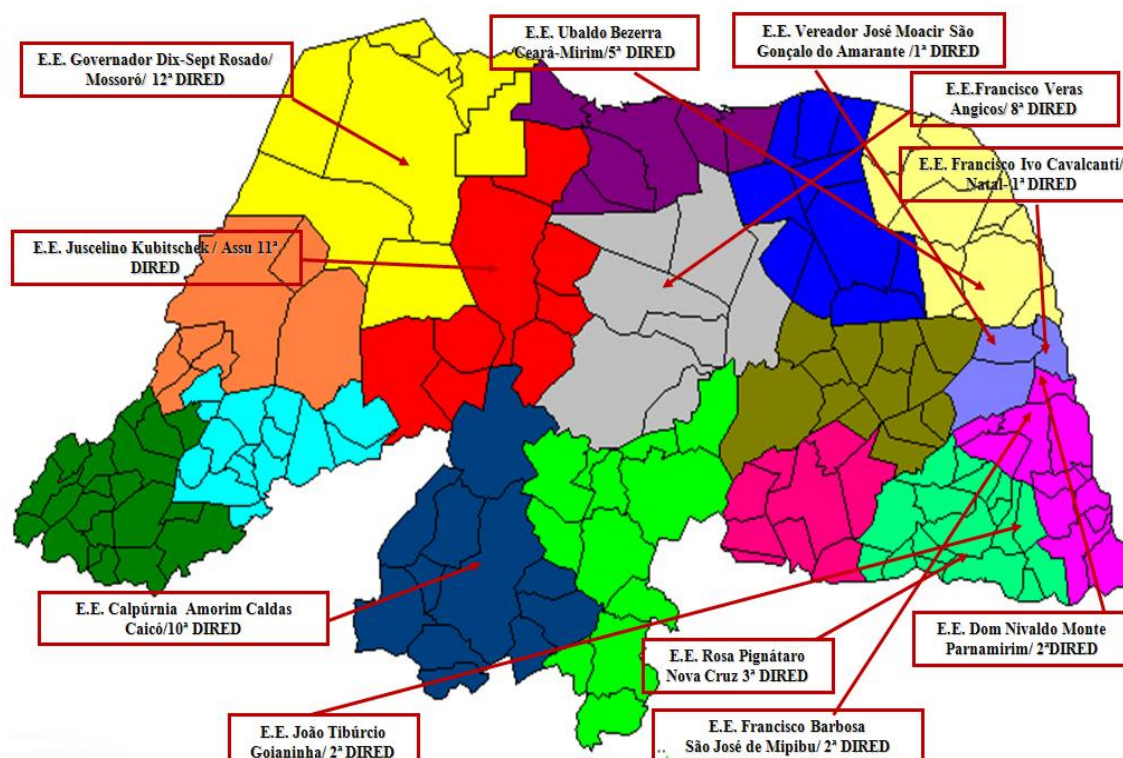 E.E. Governador Dix-Sept Rosado/
Mossoró/ 12ª DIRED
E.E. Ubaldo Bezerra
Ceará-Mirim/5ª DIRED
E.E. Vereador José Moacir São
Gonçalo do Amarante /1ª DIRED
E.E.Francisco Veras
Angicos/ 8ª DIRED
E.E. Francisco Ivo Cavalcanti/
Natal- 1ª DIRED
E.E. Juscelino Kubitschek / Assu 11ª
DIRED
E.E. Calpúrnia Amorim Caldas
Caicó/10ª DIRED
E.E. Dom Nivaldo Monte
Parnamirim/ 2ªDIRED
E.E. Rosa Pignátaro
Nova Cruz 3ª DIRED
E.E. João Tibúrcio
Goianinha/ 2ª DIRED
E.E. Francisco Barbosa
São José de Mipibu/ 2ª DIRED